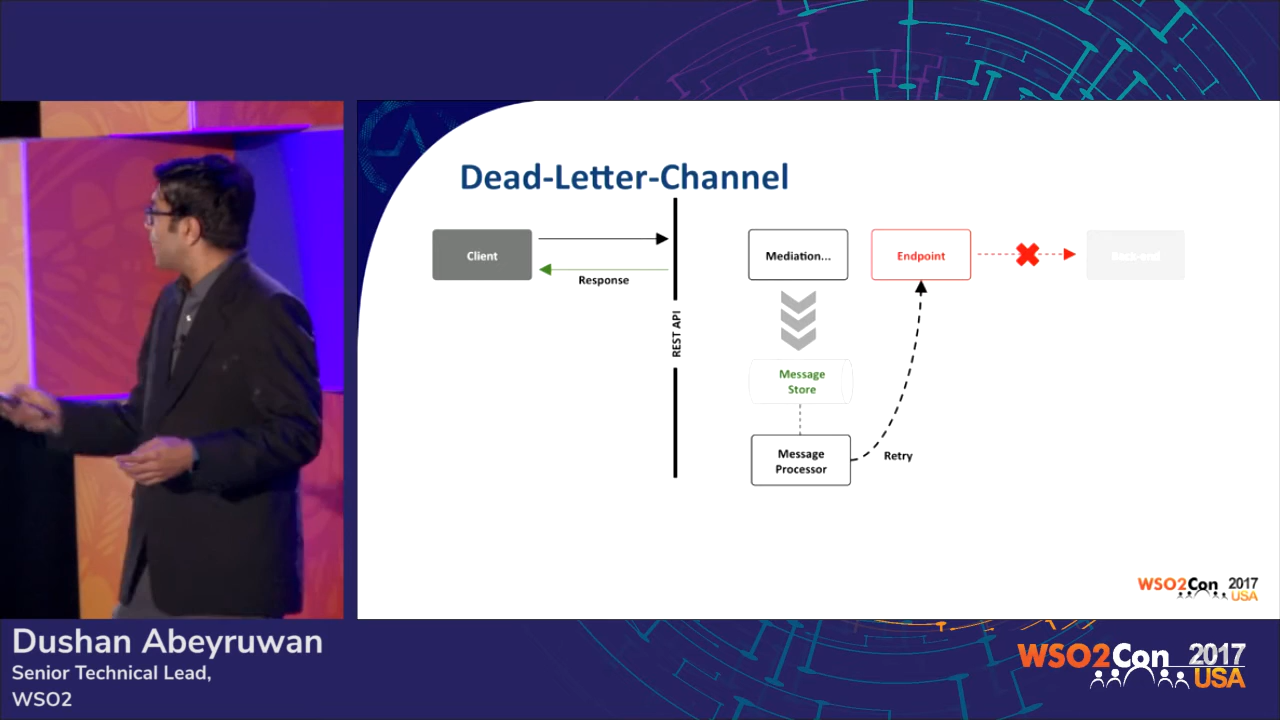 Dead-Letter-Channel
Client
Response
REST API
Mediation...
Endpoint
Back-end
Message
Store
Message
Processor
Retry
WSO2Con 2017
USA
Dushan Abeyruwan
Senior Technical Lead,
WSO2
WSO2Con 2017
USA